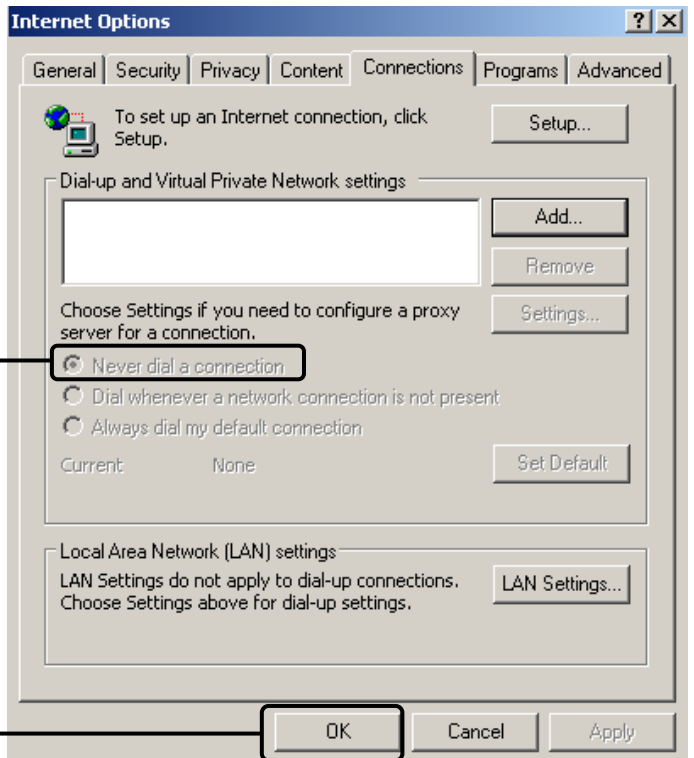 Internet Options
General Security Privacy Content Connections Programs Advanced
To set up an Internet connection, click
Setup.
Setup...
Dial-up and Virtual Private Network settings
Add...
Remove
Choose Settings if you need to configure a proxy
server for a connection.
Settings...
Never dial a connection
Dial whenever a network connection is not present
Always dial my default connection
Current None Set Default
Local Area Network (LAN) settings
LAN Settings do not apply to dial-up connections.
Choose Settings above for dial-up settings.
LAN Settings...
OK Cancel Apply